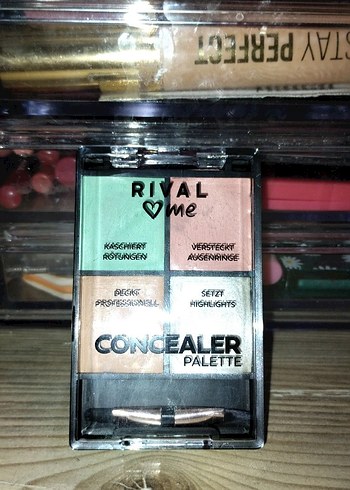 STAY PERFECT
RIVAL
me
KASCHIERT
RÖTUNGEN
VERSTECKT
AUGENRINGE
DECKT
PROFESSIONELL
SETZT
HIGHLIGHTS
CONCEALER
PALETTE